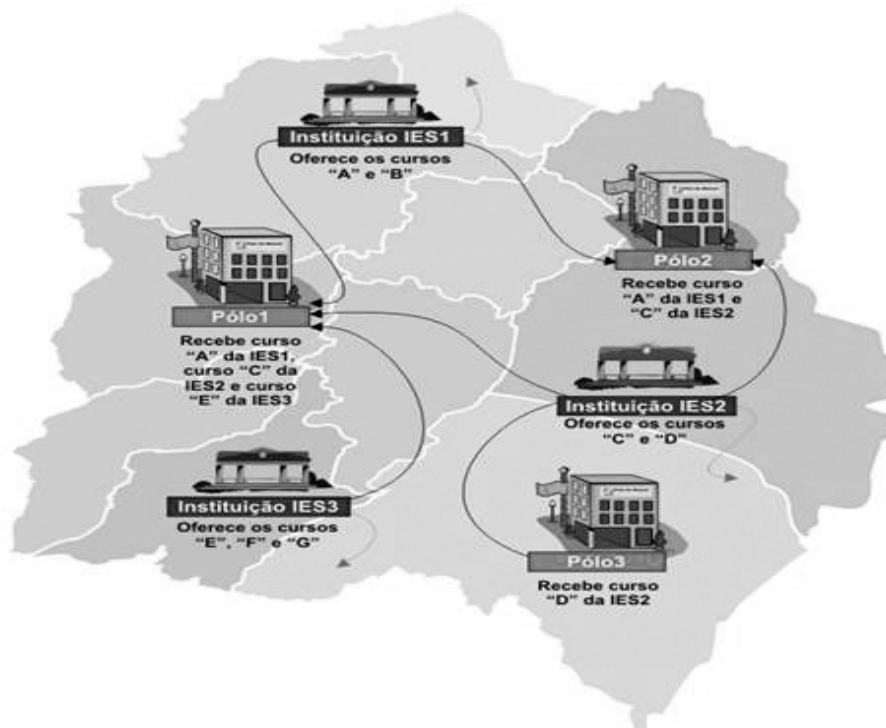 Instituição IES1
Oferece os cursos
“A” e “B”
Pólo2
Recebe curso
“A” da IES1 e
“C” da IES2
Pólo1
Recebe curso
“A” da IES1,
curso “C” da
IES2 e curso
“E” da IES3
Instituição IES2
Oferece os cursos
“C” e “D”
Instituição IES3
Oferece os cursos
“E”, “F” e “G”
Pólo3
Recebe curso
“D” da IES2